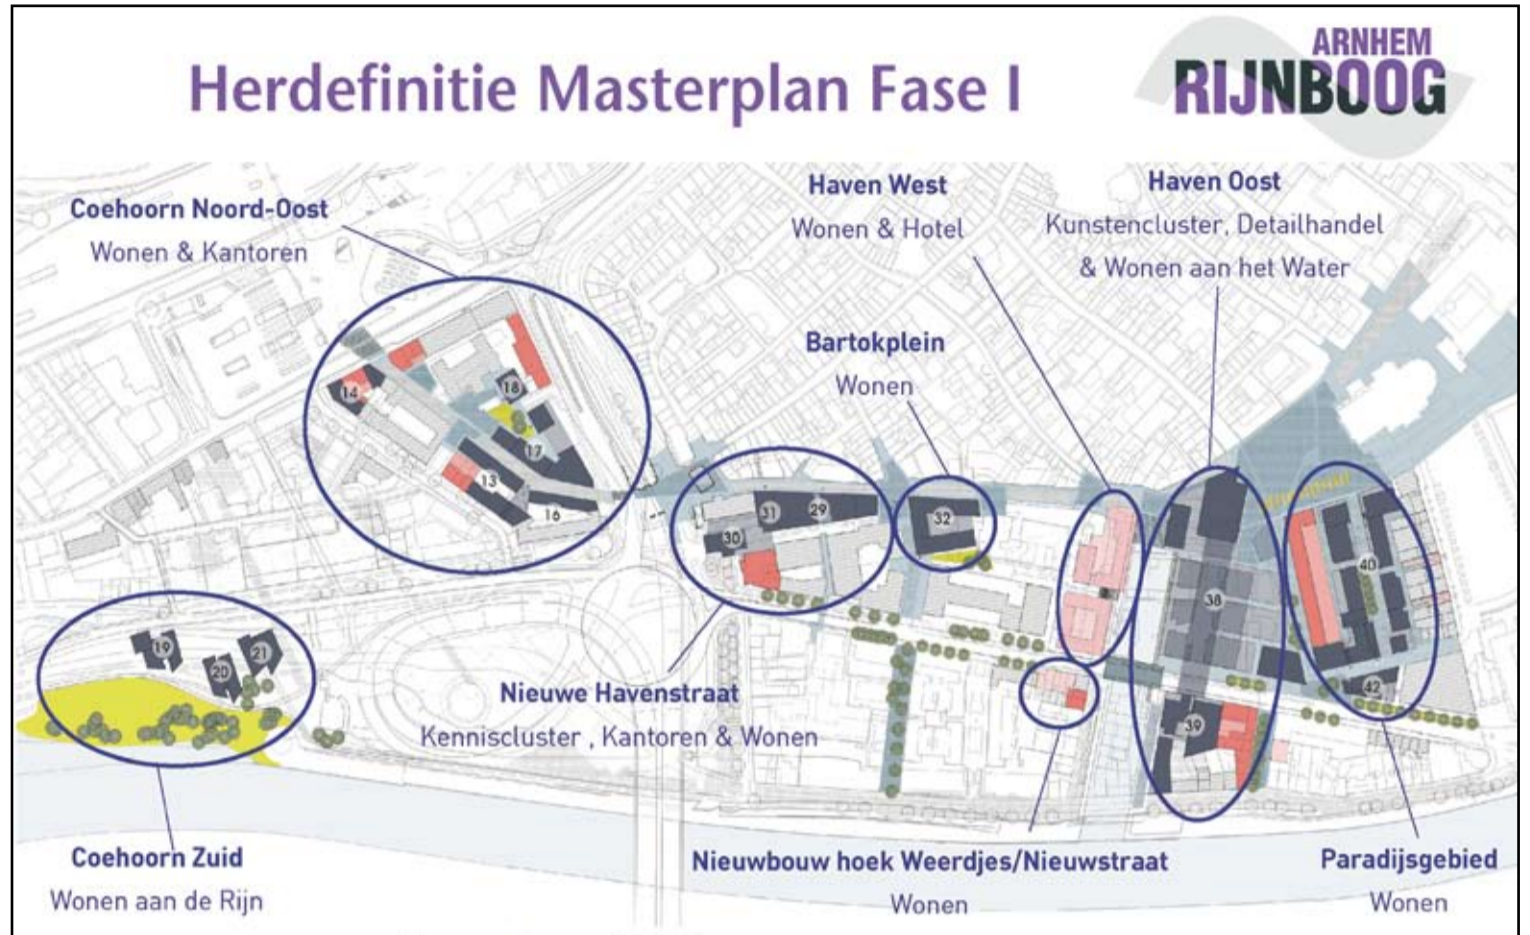 Herdefinitie Masterplan Fase I
ARNHEM
RIJNBOOG
Coehoorn Noord-Oost
Wonen & Kantoren
Haven West
Wonen & Hotel
Haven Oost
Kunstencluster, Detailhandel
& Wonen aan het Water
Bartokplein
Wonen
14
18
17
13
16
31
29
30
32
38
40
42
39
19
20
21
Nieuwe Havenstraat
Kenniscluster , Kantoren & Wonen
Coehoorn Zuid
Wonen aan de Rijn
Nieuwbouw hoek Weerdjes/Nieuwstraat
Wonen
Paradijsgebied
Wonen